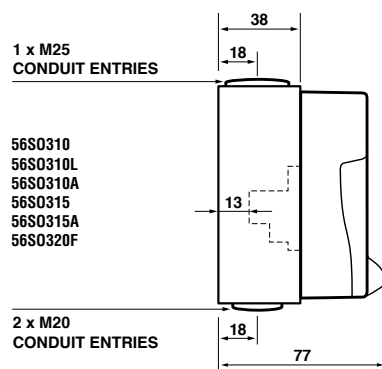 38
1 x M25
CONDUIT ENTRIES
18
56SO310
56SO310L
56SO310A
56SO315
56SO315A
56SO320F
13
2 x M20
CONDUIT ENTRIES
18
77